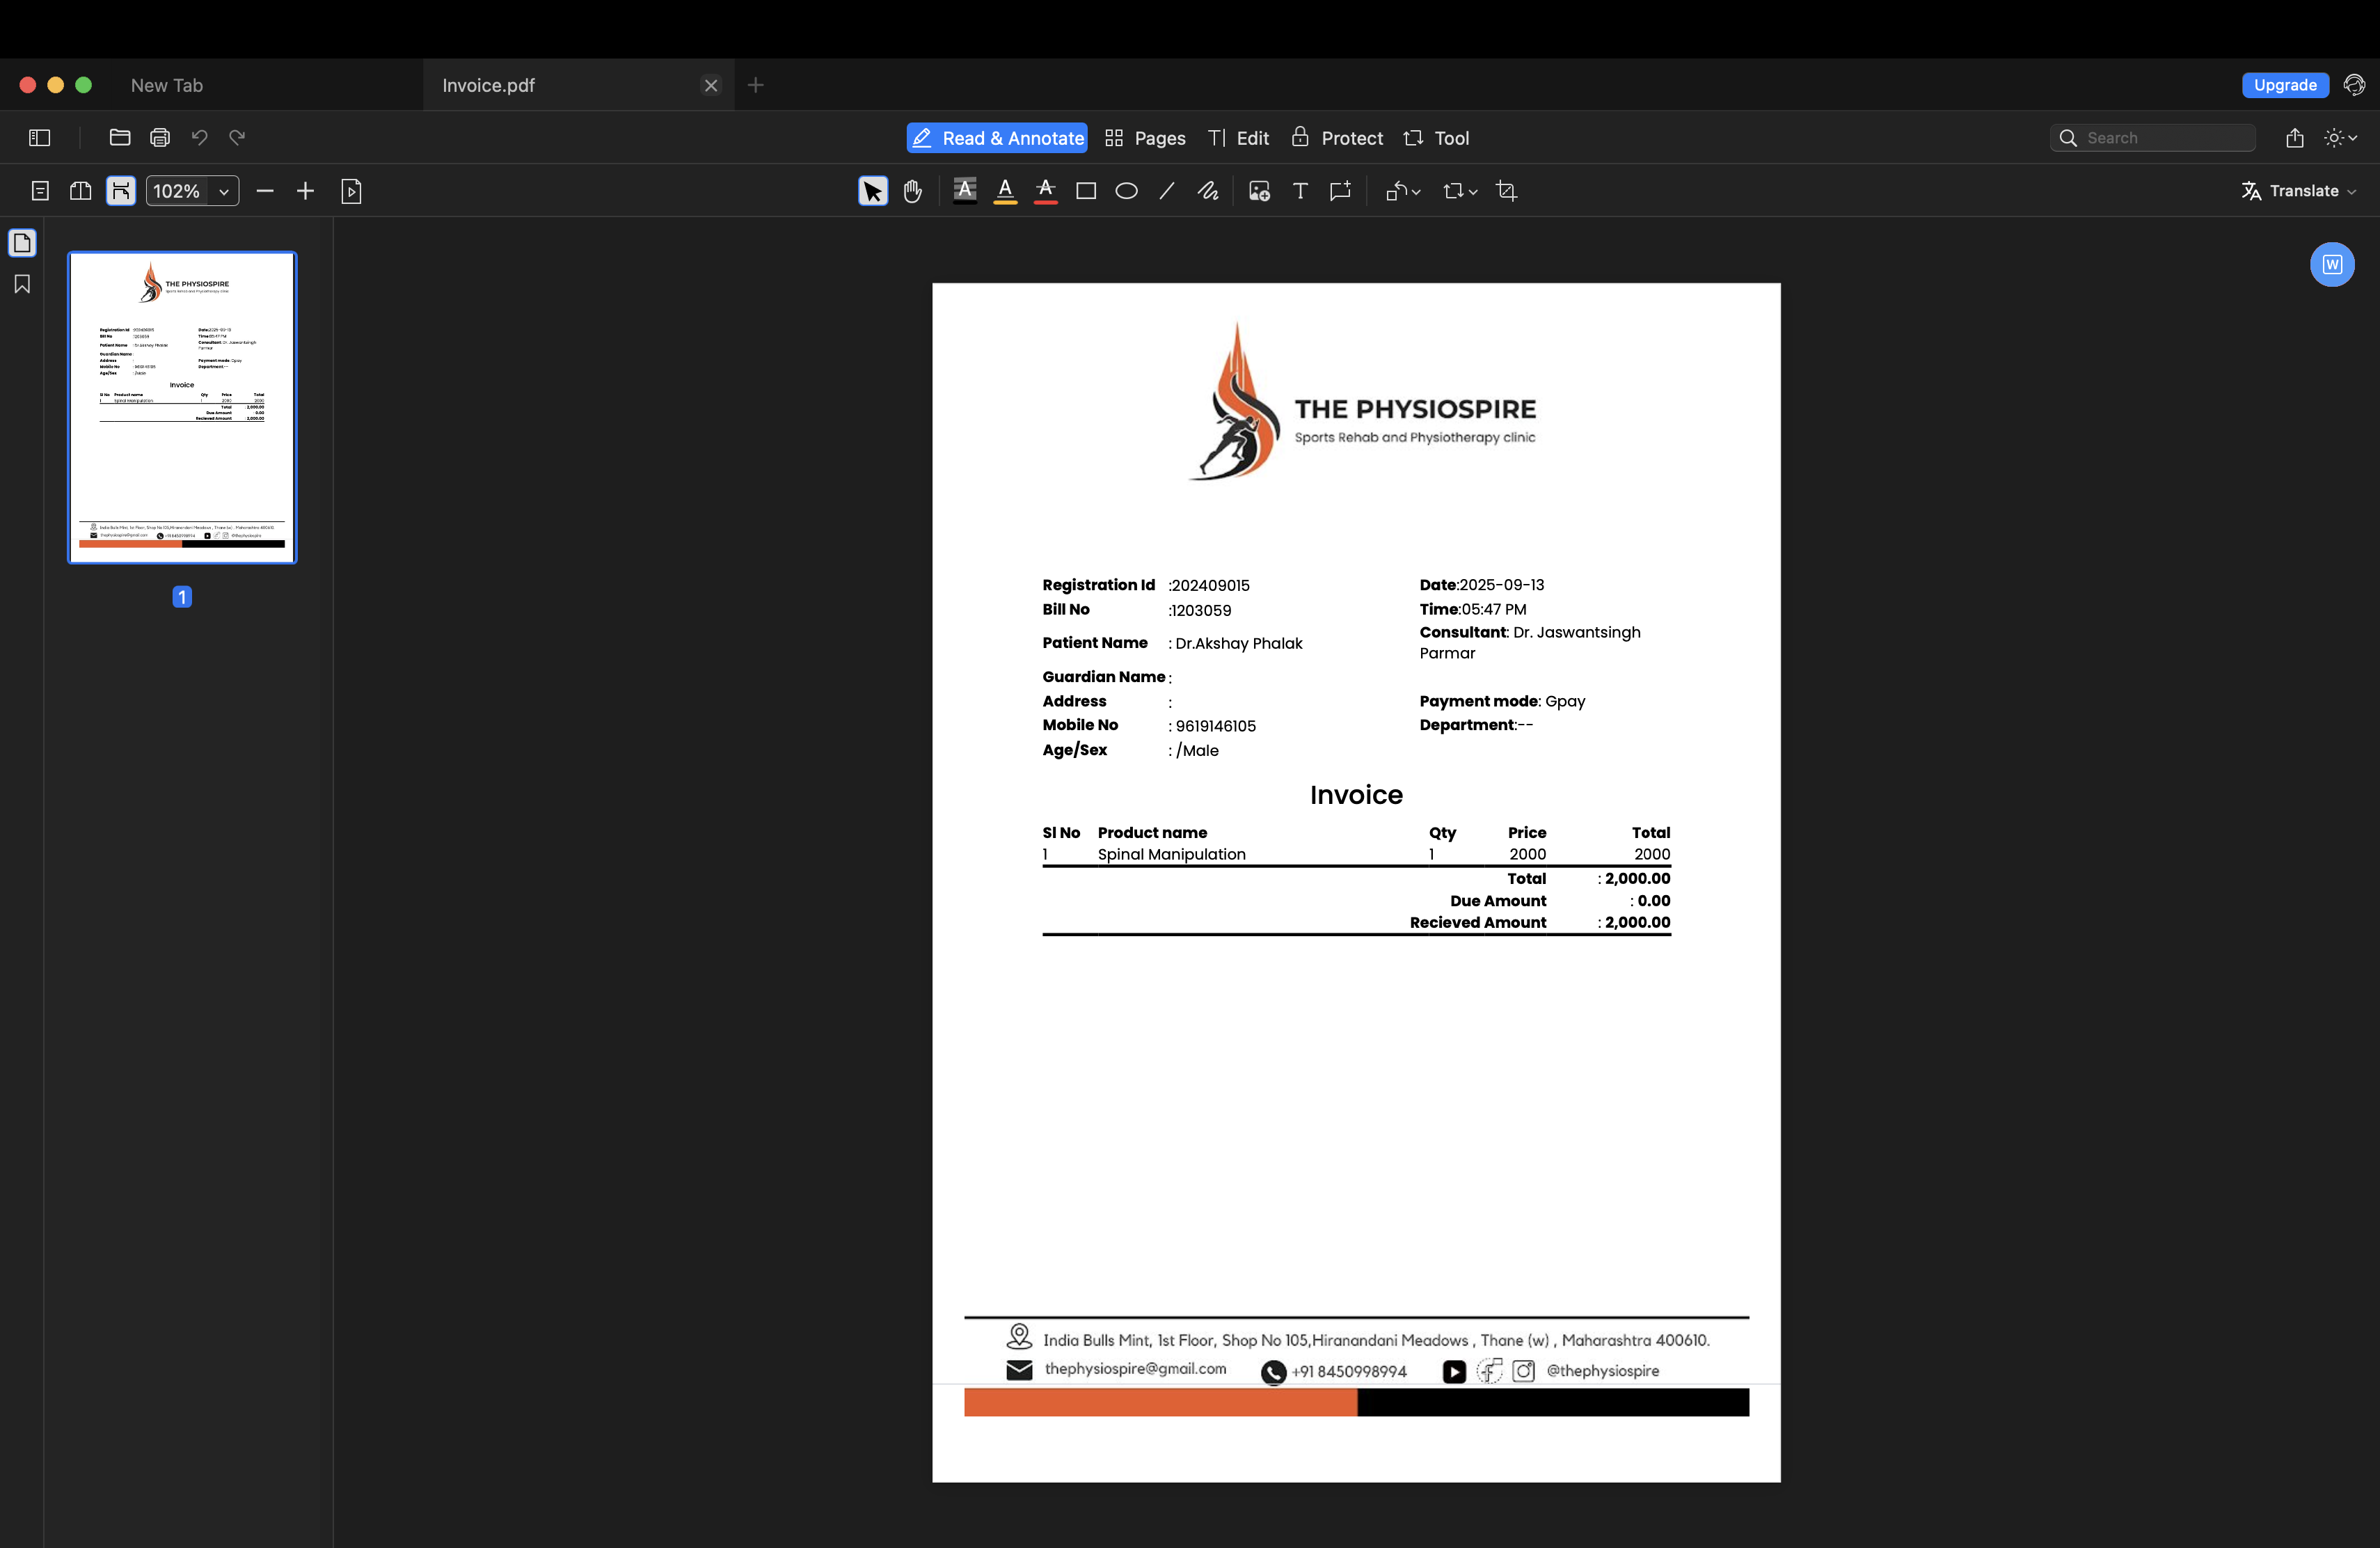 New Tab
Invoice.pdf
Upgrade
Read & Annotate
Pages
Edit
Protect
Tool
Search
102%
Translate
1
THE PHYSIOSPIRE
Sports Rehab and Physiotherapy clinic
Registration Id :202409015
Date:2025-09-13
Bill No :1203059
Time:05:47 PM
Patient Name : Dr.Akshay Phalak
Consultant: Dr. Jaswantsingh
Parmar
Guardian Name :
Address :
Payment mode: Gpay
Mobile No : 9619146105
Department:--
Age/Sex : /Male
Invoice
Sl No Product name Qty Price Total
1 Spinal Manipulation 1 2000 2000
Total : 2,000.00
Due Amount : 0.00
Recieved Amount : 2,000.00
India Bulls Mint, 1st Floor, Shop No 105,Hiranandani Meadows , Thane (w) , Maharashtra 400610.
thephysiospire@gmail.com +91 8450998994 @thephysiospire